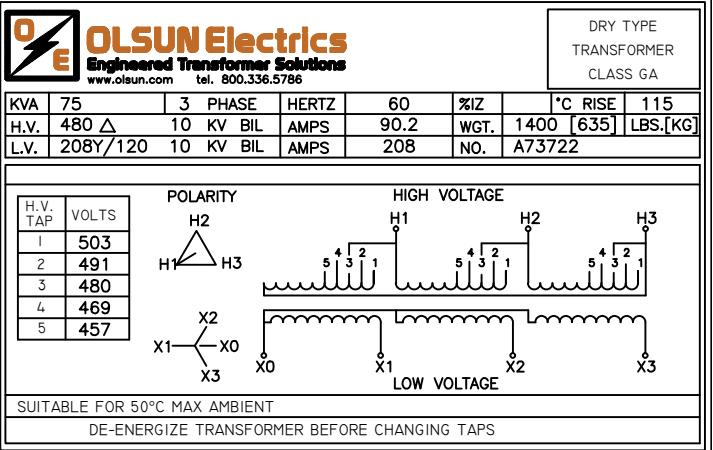 OE
OLSUN Electrics
Engineered Transformer Solutions
www.olsun.com tel. 800.336.5786
DRY TYPE
TRANSFORMER
CLASS GA
KVA 75 3 PHASE HERTZ 60 %IZ °C RISE 115
H.V. 480 △ 10 KV BIL AMPS 90.2 WGT. 1400 [635] LBS.[KG]
L.V. 208Y/120 10 KV BIL AMPS 208 NO. A73722
H.V. TAP VOLTS
1 503
2 491
3 480
4 469
5 457
POLARITY
H2
H1 H3
X2
X1 X0
X3
HIGH VOLTAGE
H1 H2 H3
5 4 3 2 1 5 4 3 2 1 5 4 3 2 1
X0 X1 X2 X3
LOW VOLTAGE
SUITABLE FOR 50°C MAX AMBIENT
DE-ENERGIZE TRANSFORMER BEFORE CHANGING TAPS